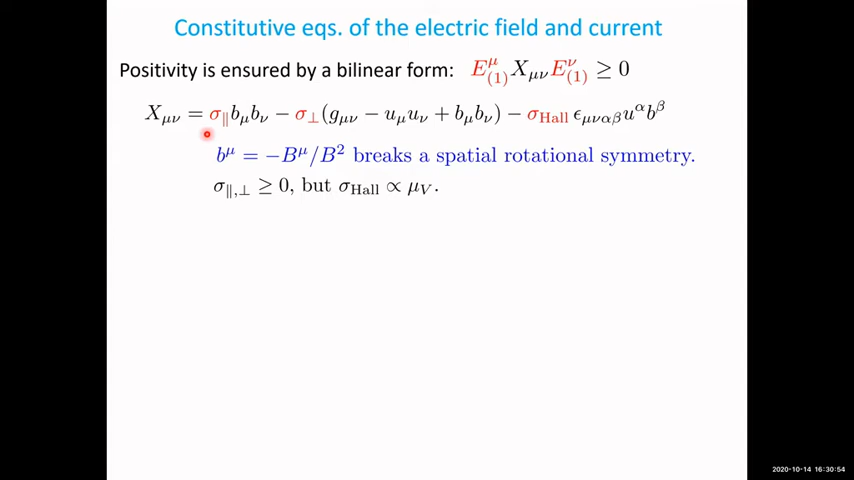 Constitutive eqs. of the electric field and current
Positivity is ensured by a bilinear form: $E^{\mu}_{(1)} X_{\mu\nu} E^{\nu}_{(1)} \geq 0$
$X_{\mu\nu} = \sigma_{\parallel} b_{\mu} b_{\nu} - \sigma_{\perp} (g_{\mu\nu} - u_{\mu} u_{\nu} + b_{\mu} b_{\nu}) - \sigma_{\text{Hall}} \, \epsilon_{\mu\nu\alpha\beta} u^{\alpha} b^{\beta}$
$b^{\mu} = -B^{\mu}/B^2$ breaks a spatial rotational symmetry.
$\sigma_{\parallel,\perp} \geq 0$, but $\sigma_{\text{Hall}} \propto \mu_V$.
2020-10-14 16:30:54